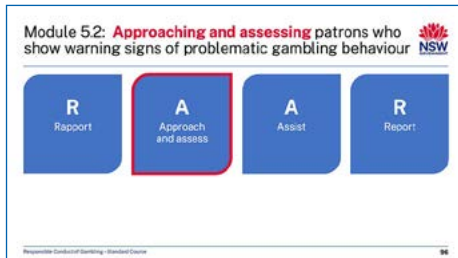 Module 5.2: Approaching and assessing patrons who
show warning signs of problematic gambling behaviour
NSW
GOVERNMENT
R
Rapport
A
Approach
and assess
A
Assist
R
Report
Responsible Conduct of Gambling – Standard Course
96